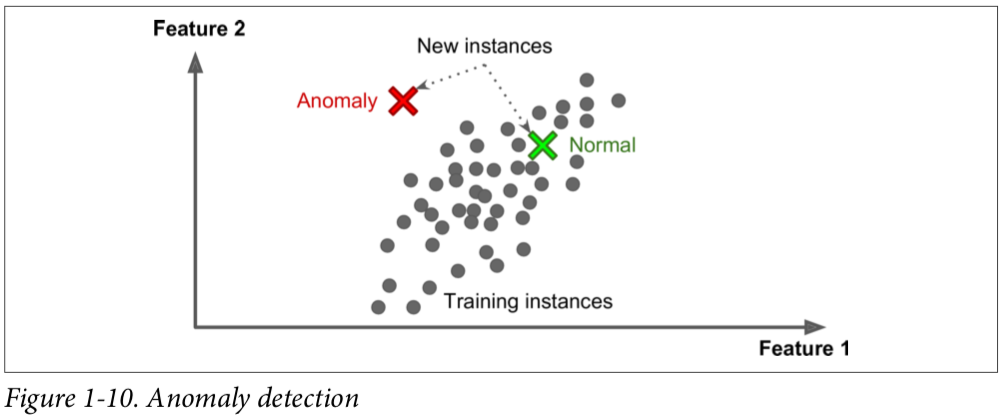 Feature 2
New instances
Anomaly
Normal
Training instances
Feature 1
Figure 1-10. Anomaly detection